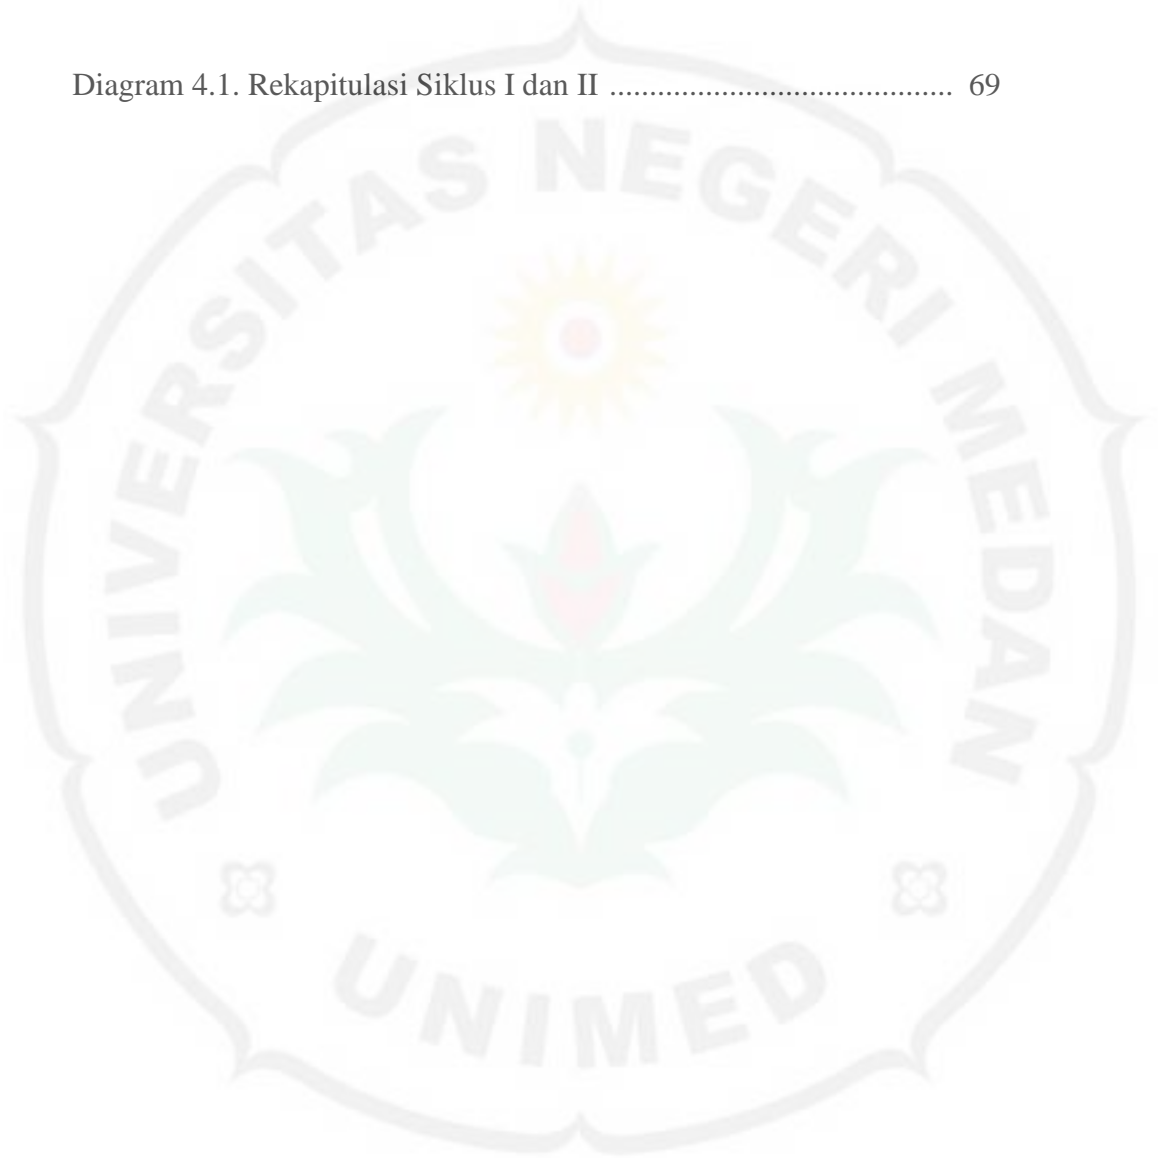 Diagram 4.1. Rekapitulasi Siklus I dan II ........................................... 69
UNIVERSITAS NEGERI MEDAN
UNIMED